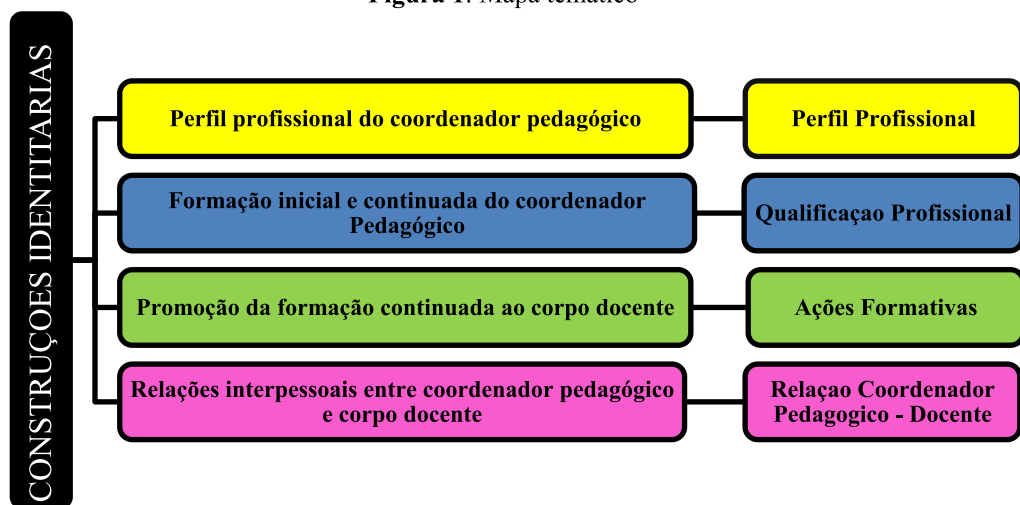 Figura 1: Mapa temático
CONSTRUÇOES IDENTITARIAS
Perfil profissional do coordenador pedagógico
Perfil Profissional
Formação inicial e continuada do coordenador
Pedagógico
Qualificaçao Profissional
Promoção da formação continuada ao corpo docente
Ações Formativas
Relações interpessoais entre coordenador pedagógico
e corpo docente
Relaçao Coordenador
Pedagogico - Docente